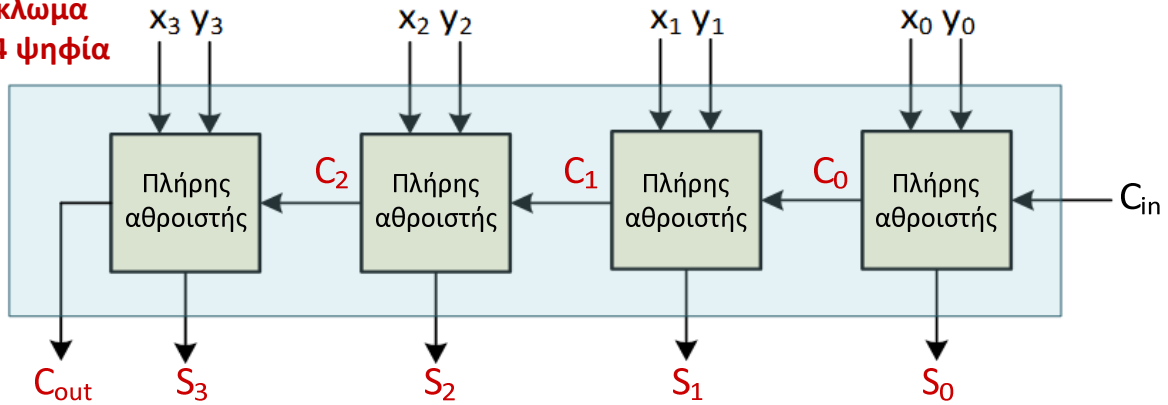 4 ψηφία
x3 y3 x2 y2 x1 y1 x0 y0
Πλήρης αθροιστής C2 Πλήρης αθροιστής C1 Πλήρης αθροιστής C0 Πλήρης αθροιστής Cin
Cout S3 S2 S1 S0